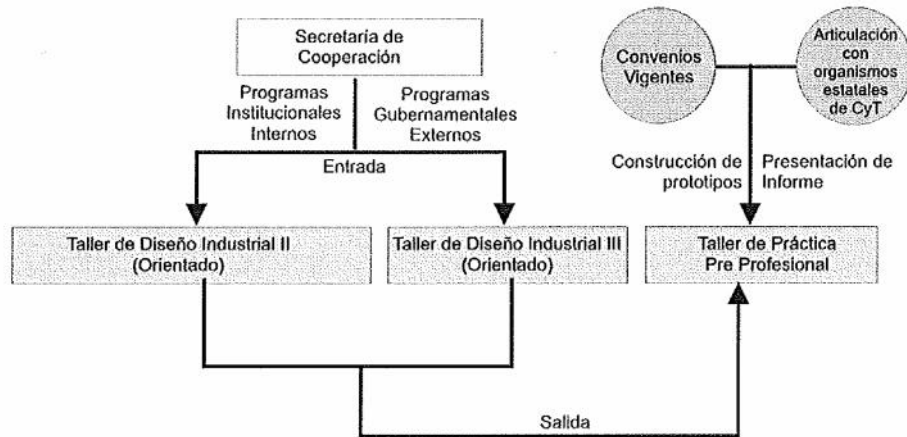 Secretaría de
Cooperación
Programas
Institucionales
Internos
Programas
Gubernamentales
Externos
Entrada
Convenios
Vigentes
Articulación
con
organismos
estatales
de CyT
Construcción de
prototipos
Presentación de
Informe
Taller de Diseño Industrial II
(Orientado)
Taller de Diseño Industrial III
(Orientado)
Taller de Práctica
Pre Profesional
Salida